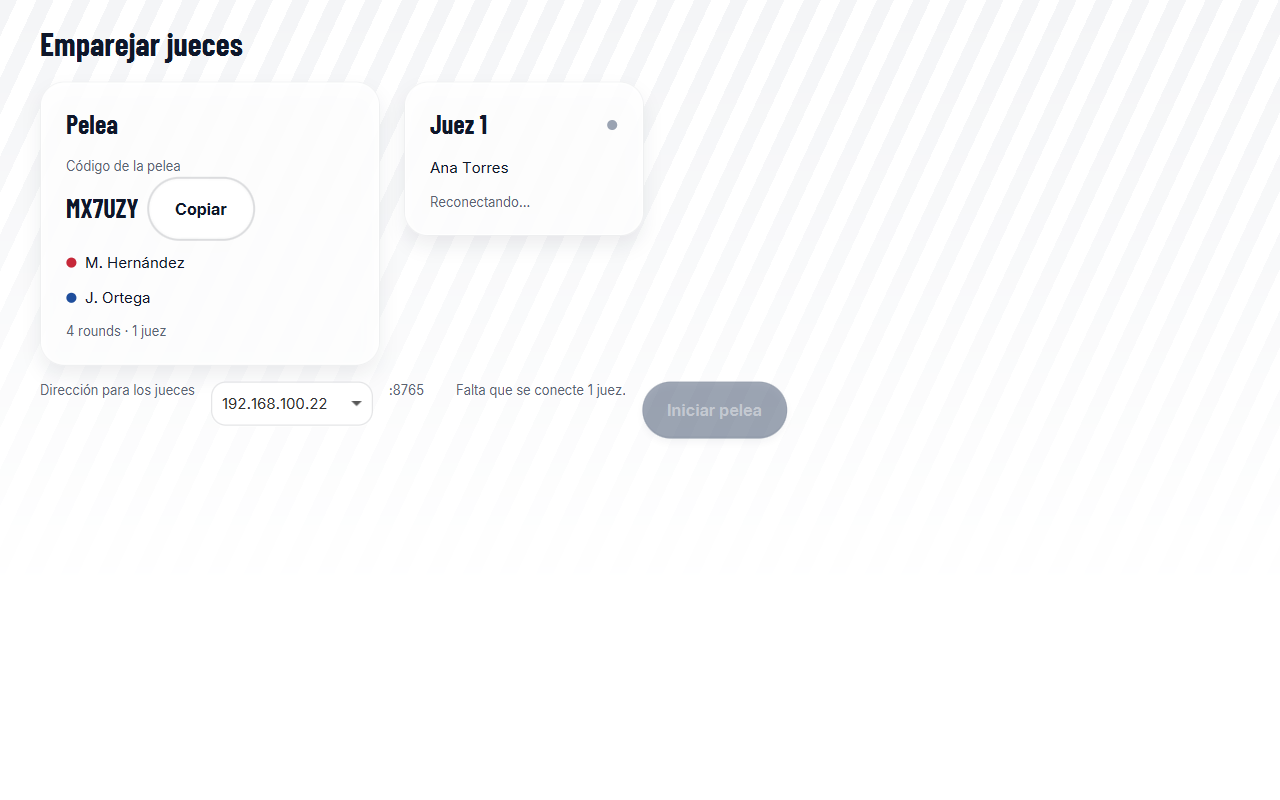 Emparejar jueces
Pelea
Código de la pelea
MX7UZY Copiar
M. Hernández
J. Ortega
4 rounds · 1 juez
Juez 1
Ana Torres
Reconectando...
Dirección para los jueces 192.168.100.22 :8765 Falta que se conecte 1 juez. Iniciar pelea